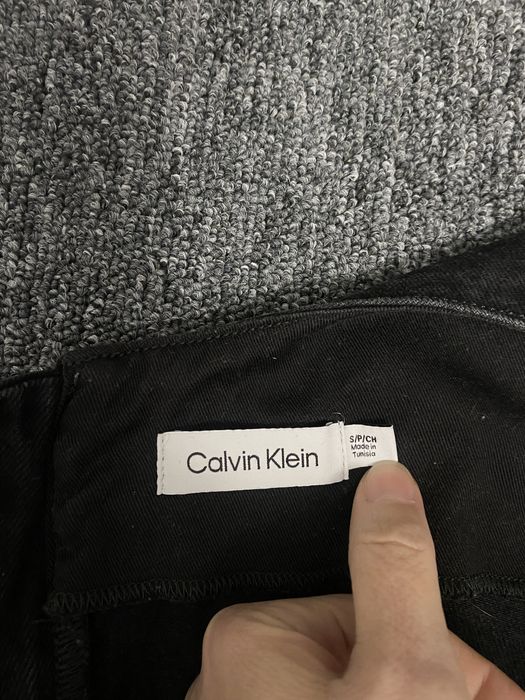 Calvin Klein
S/P/CH
Made in
Tunisia